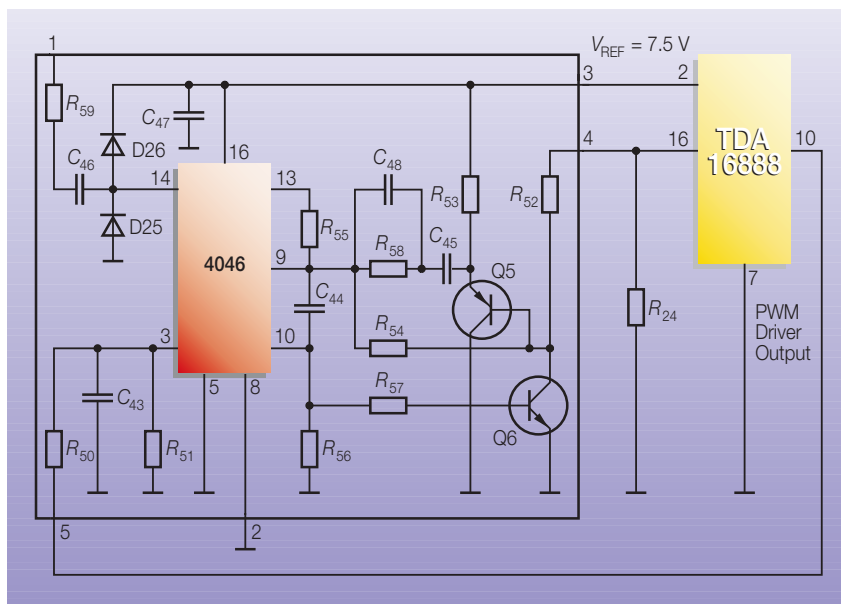 1
V_REF = 7.5 V
3
2
R59
D26
C47
16
C46
14
13
C48
4
16
TDA
16888
10
D25
R55
R53
R52
4046
9
R58
C45
Q5
C44
7
R24
PWM
Driver
Output
3
10
R54
5
8
C43
R57
Q6
R50
R51
R56
5
2